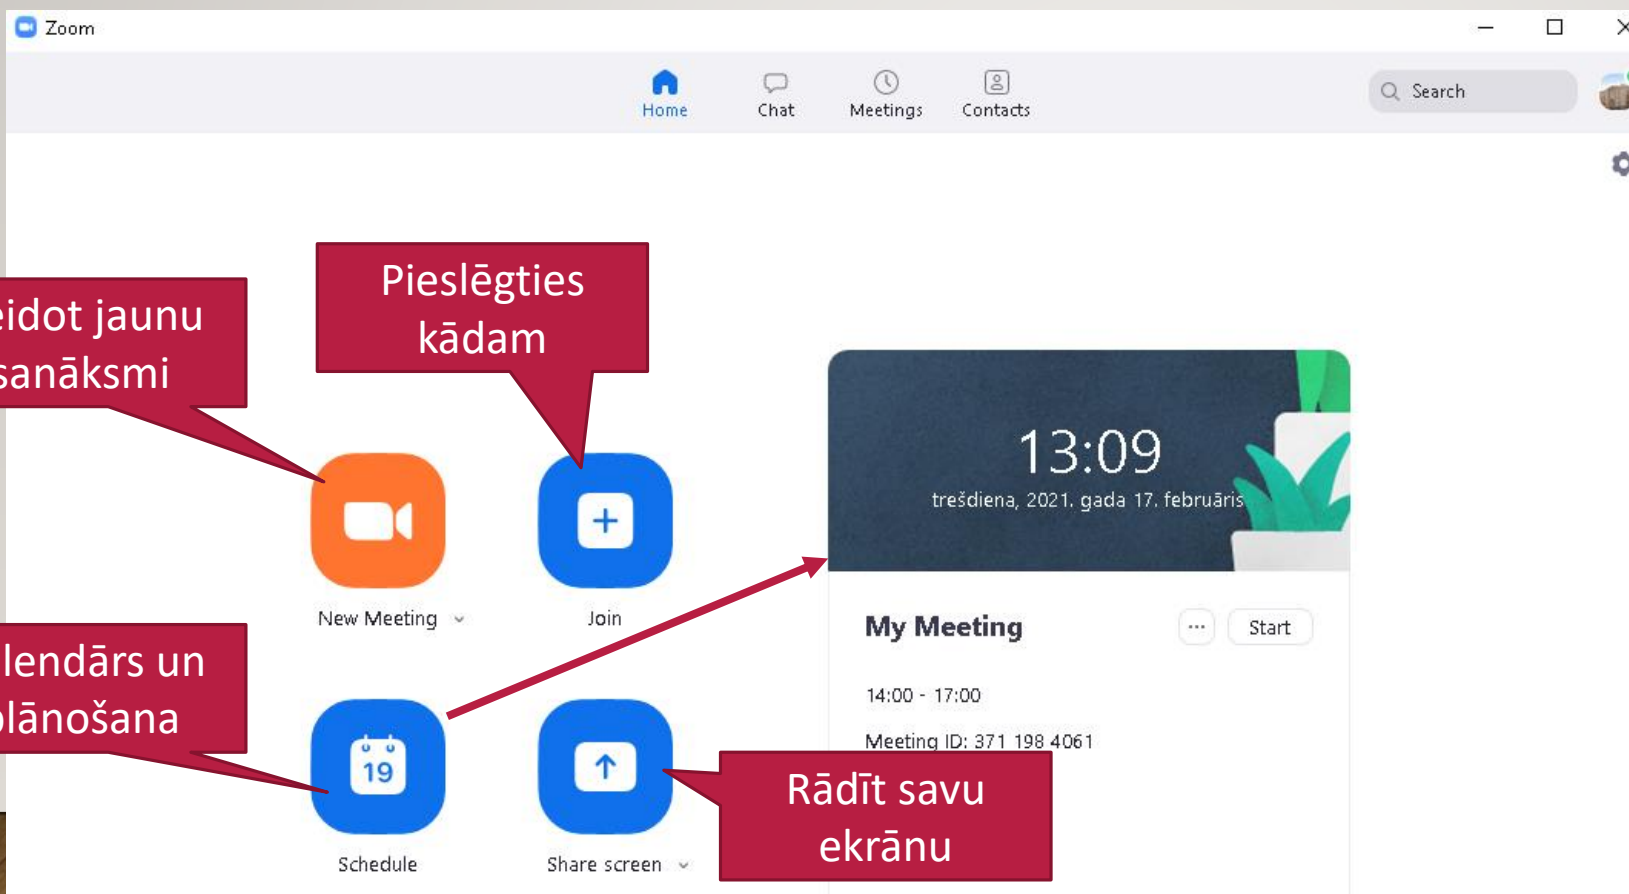 Zoom
Home
Chat
Meetings
Contacts
Search
Pieslēgties
kādam
eidot jaunu
sanāksmi
13:09
trešdiena, 2021. gada 17. februāris
New Meeting
Join
My Meeting
... Start
14:00 - 17:00
Meeting ID: 371 198 4061
lendārs un
plānošana
19
Rādīt savu
ekrānu
Schedule
Share screen